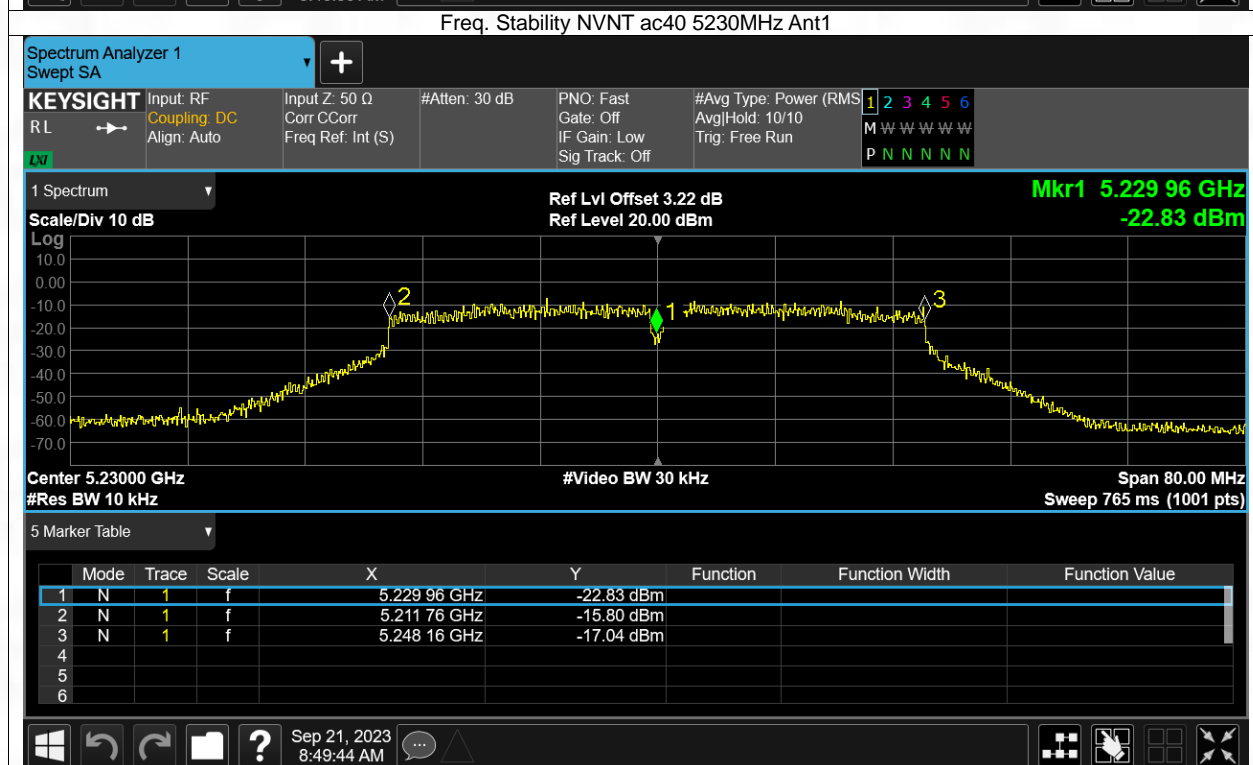 Freq. Stability NVNT ac40 5230MHz Ant1
Spectrum Analyzer 1
Swept SA
+
KEYSIGHT
RL
LXI
Input: RF
Coupling: DC
Align: Auto
Input Z: 50 Ω
Corr CCorr
Freq Ref: Int (S)
#Atten: 30 dB
PNO: Fast
Gate: Off
IF Gain: Low
Sig Track: Off
#Avg Type: Power (RMS
Avg|Hold: 10/10
Trig: Free Run
1 2 3 4 5 6
M W W W W W
P N N N N N
1 Spectrum
Scale/Div 10 dB
Ref Lvl Offset 3.22 dB
Ref Level 20.00 dBm
Mkr1 5.229 96 GHz
-22.83 dBm
Log
10.0
0.00
-10.0
-20.0
-30.0
-40.0
-50.0
-60.0
-70.0
2
1
3
Center 5.23000 GHz
#Video BW 30 kHz
Span 80.00 MHz
#Res BW 10 kHz
Sweep 765 ms (1001 pts)
5 Marker Table
Mode Trace Scale X Y Function Function Width Function Value
1 N 1 f 5.229 96 GHz -22.83 dBm
2 N 1 f 5.211 76 GHz -15.80 dBm
3 N 1 f 5.248 16 GHz -17.04 dBm
4
5
6
?
Sep 21, 2023
8:49:44 AM